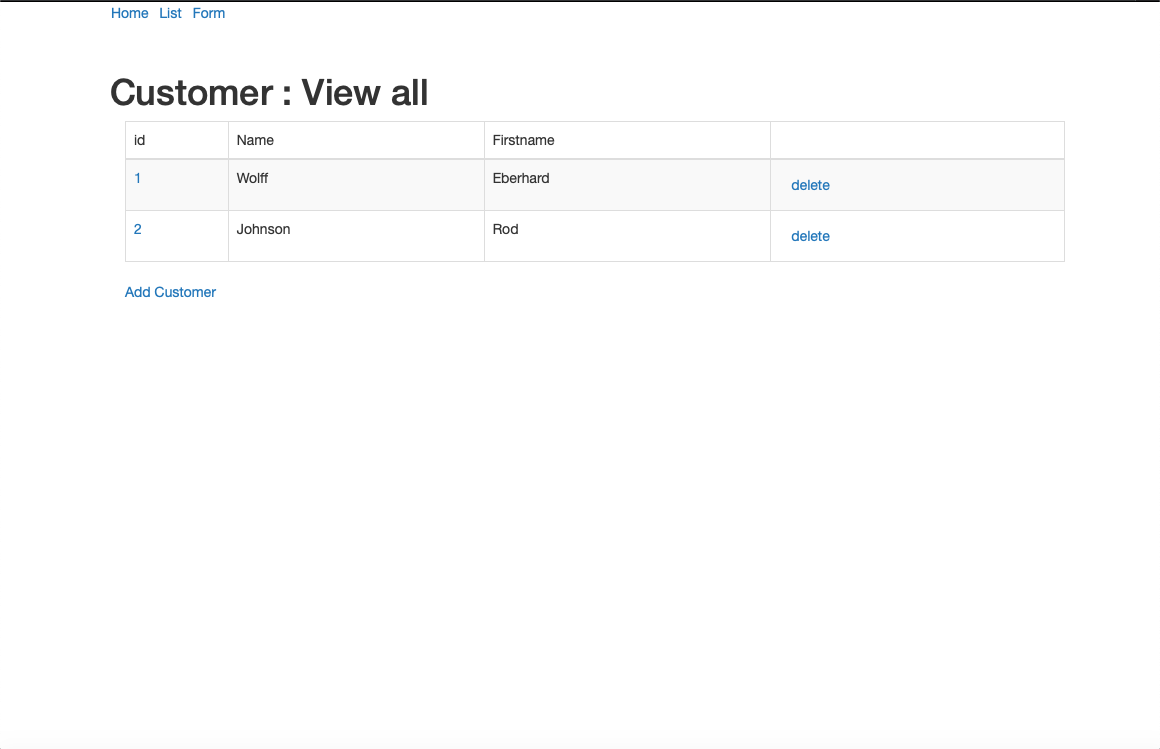 Home List Form
Customer : View all
id Name Firstname
1 Wolff Eberhard delete
2 Johnson Rod delete
Add Customer